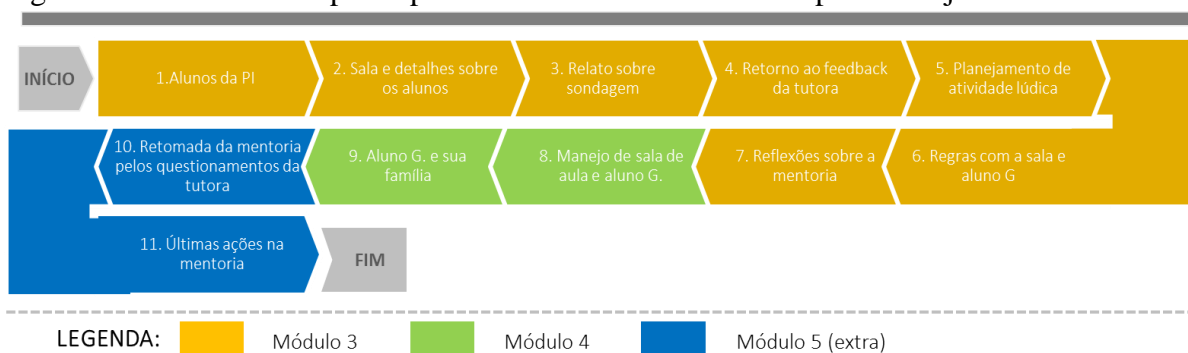 INÍCIO
1.Alunos da PI
2. Sala e detalhes sobre
os alunos
3. Relato sobre
sondagem
4. Retorno ao feedback
da tutora
5. Planejamento de
atividade lúdica
10. Retomada da mentoria
pelos questionamentos da
tutora
9. Aluno G. e sua
família
8. Manejo de sala de
aula e aluno G.
7. Reflexões sobre a
mentoria
6. Regras com a sala e
aluno G
11. Últimas ações na
mentoria
FIM
LEGENDA:
Módulo 3
Módulo 4
Módulo 5 (extra)